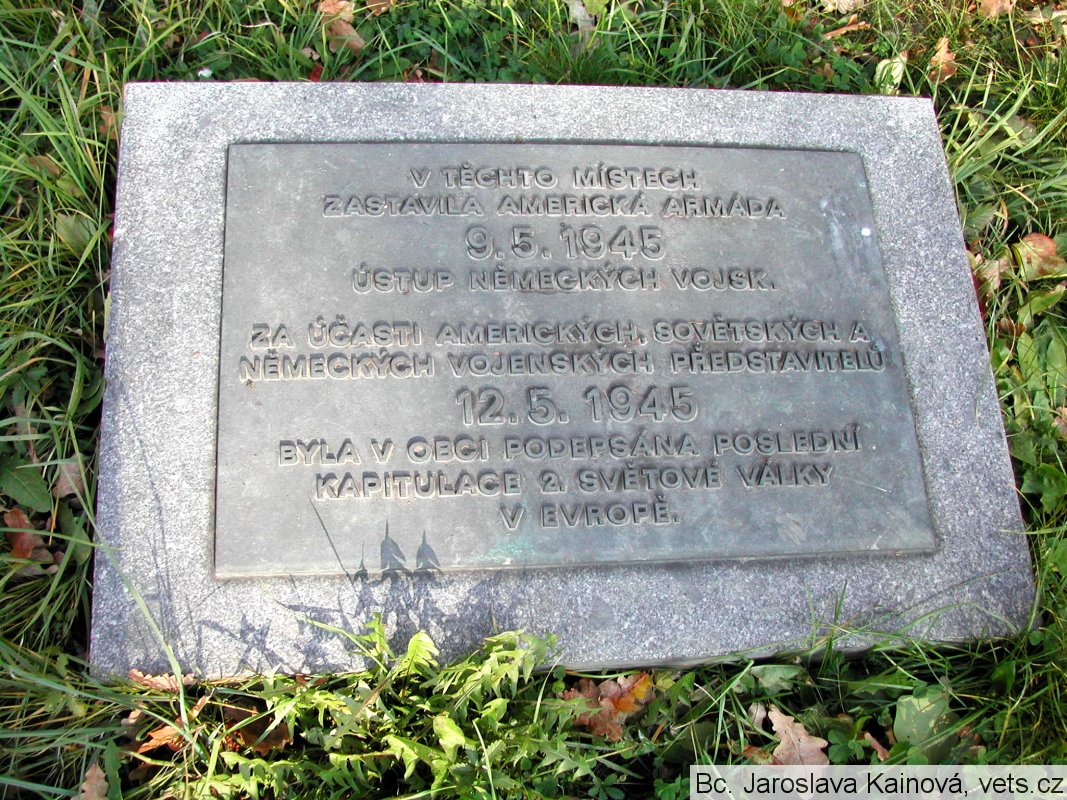 V TĚCHTO MÍSTECH
ZASTAVILA AMERICKÁ ARMÁDA
9. 5. 1945
ÚSTUP NĚMECKÝCH VOJSK.
ZA ÚČASTI AMERICKÝCH, SOVĚTSKÝCH A
NĚMECKÝCH VOJENSKÝCH PŘEDSTAVITELŮ
12. 5. 1945
BYLA V OBCI PODEPSÁNA POSLEDNÍ
KAPITULACE 2. SVĚTOVÉ VÁLKY
V EVROPĚ.
Bc. Jaroslava Kainová, vets.cz